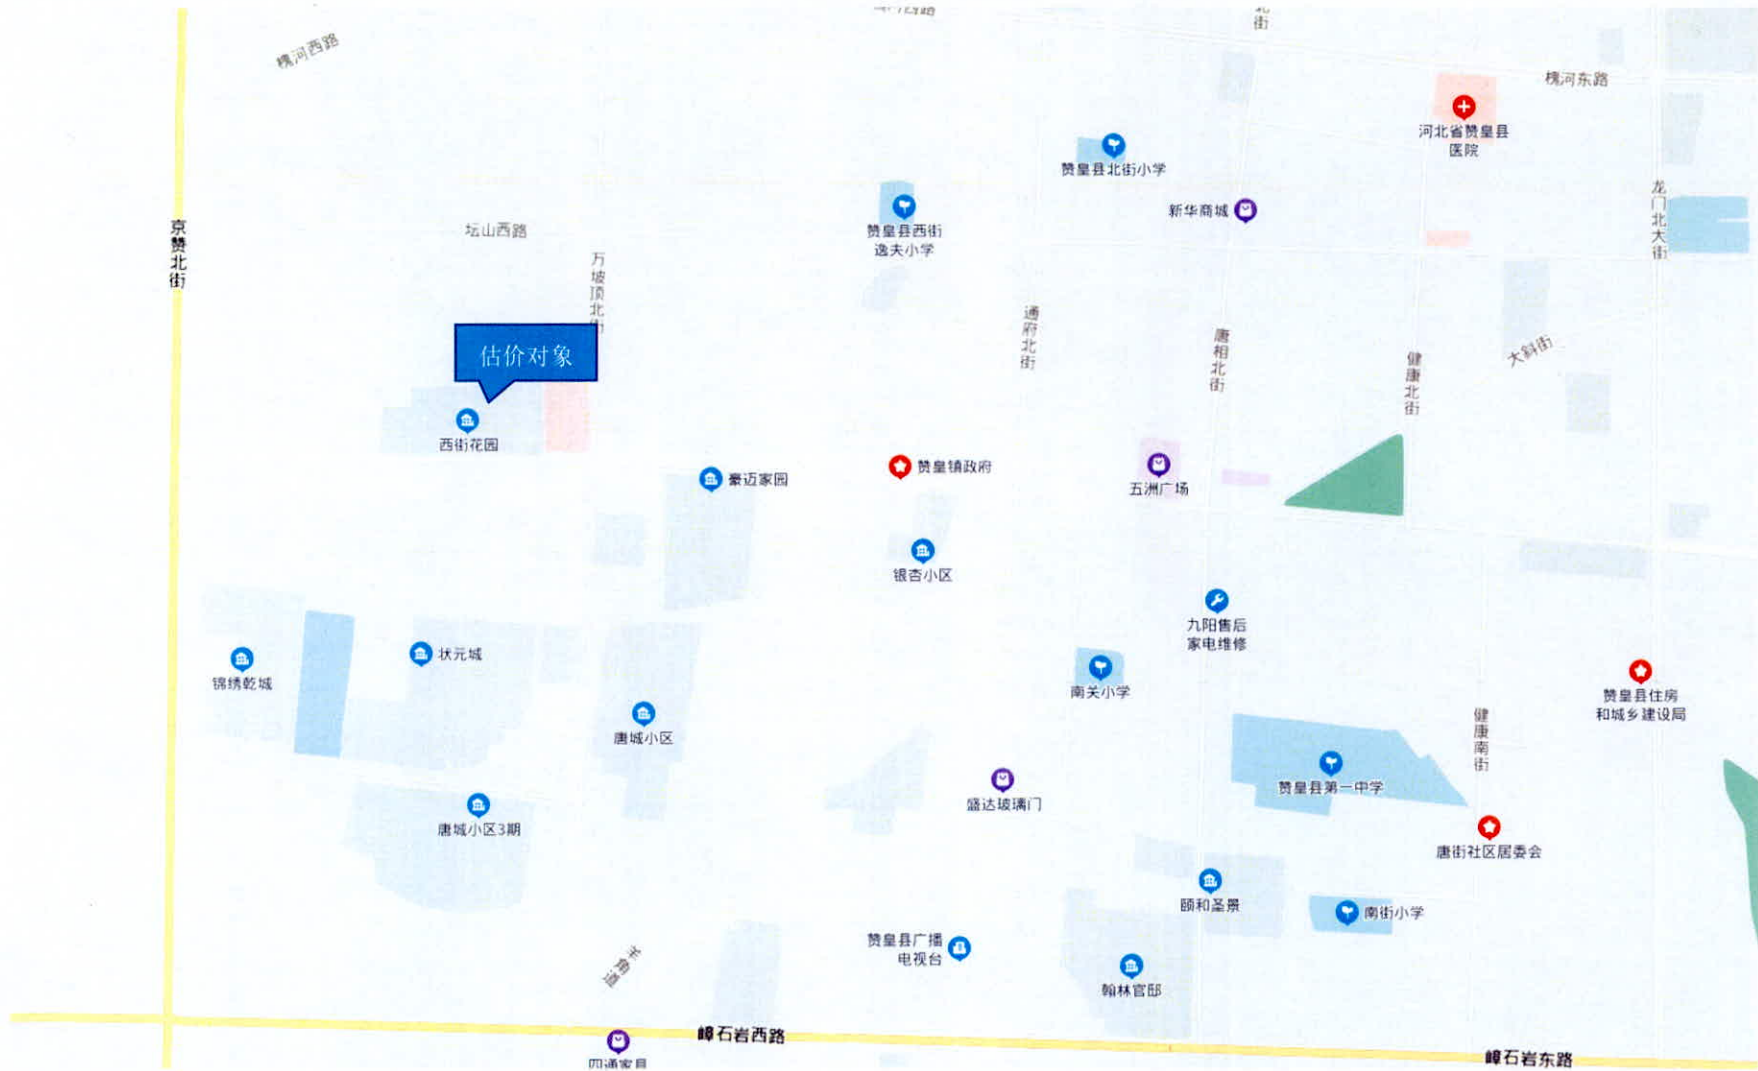 槐河西路
街
槐河东路
河北省赞皇县
医院
赞皇县北街小学
新华商城
龙门北大街
赞皇县西街
逸夫小学
京赞北街
坛山西路
万坡顶北街
通府北街
唐相北街
健康北街
大斜街
估价对象
西街花园
豪迈家园
赞皇镇政府
五洲广场
银杏小区
九阳售后
家电维修
锦绣乾城
状元城
南关小学
赞皇县住房
和城乡建设局
唐城小区
健康南街
赞皇县第一中学
盛达玻璃门
唐城小区3期
唐街社区居委会
颐和圣景
南街小学
赞皇县广播
电视台
羊角道
翰林官邸
嶂石岩西路
四通家具
嶂石岩东路